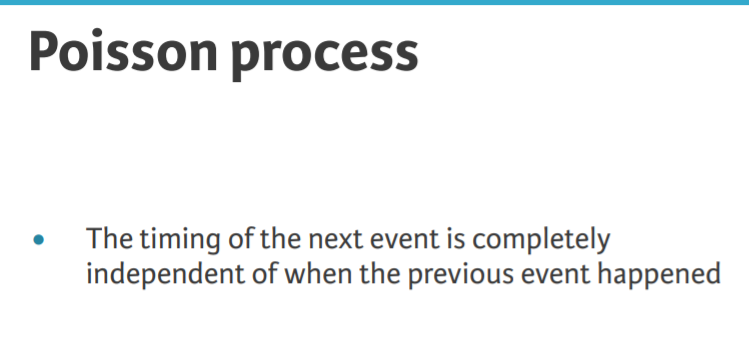 Poisson process
• The timing of the next event is completely
independent of when the previous event happened